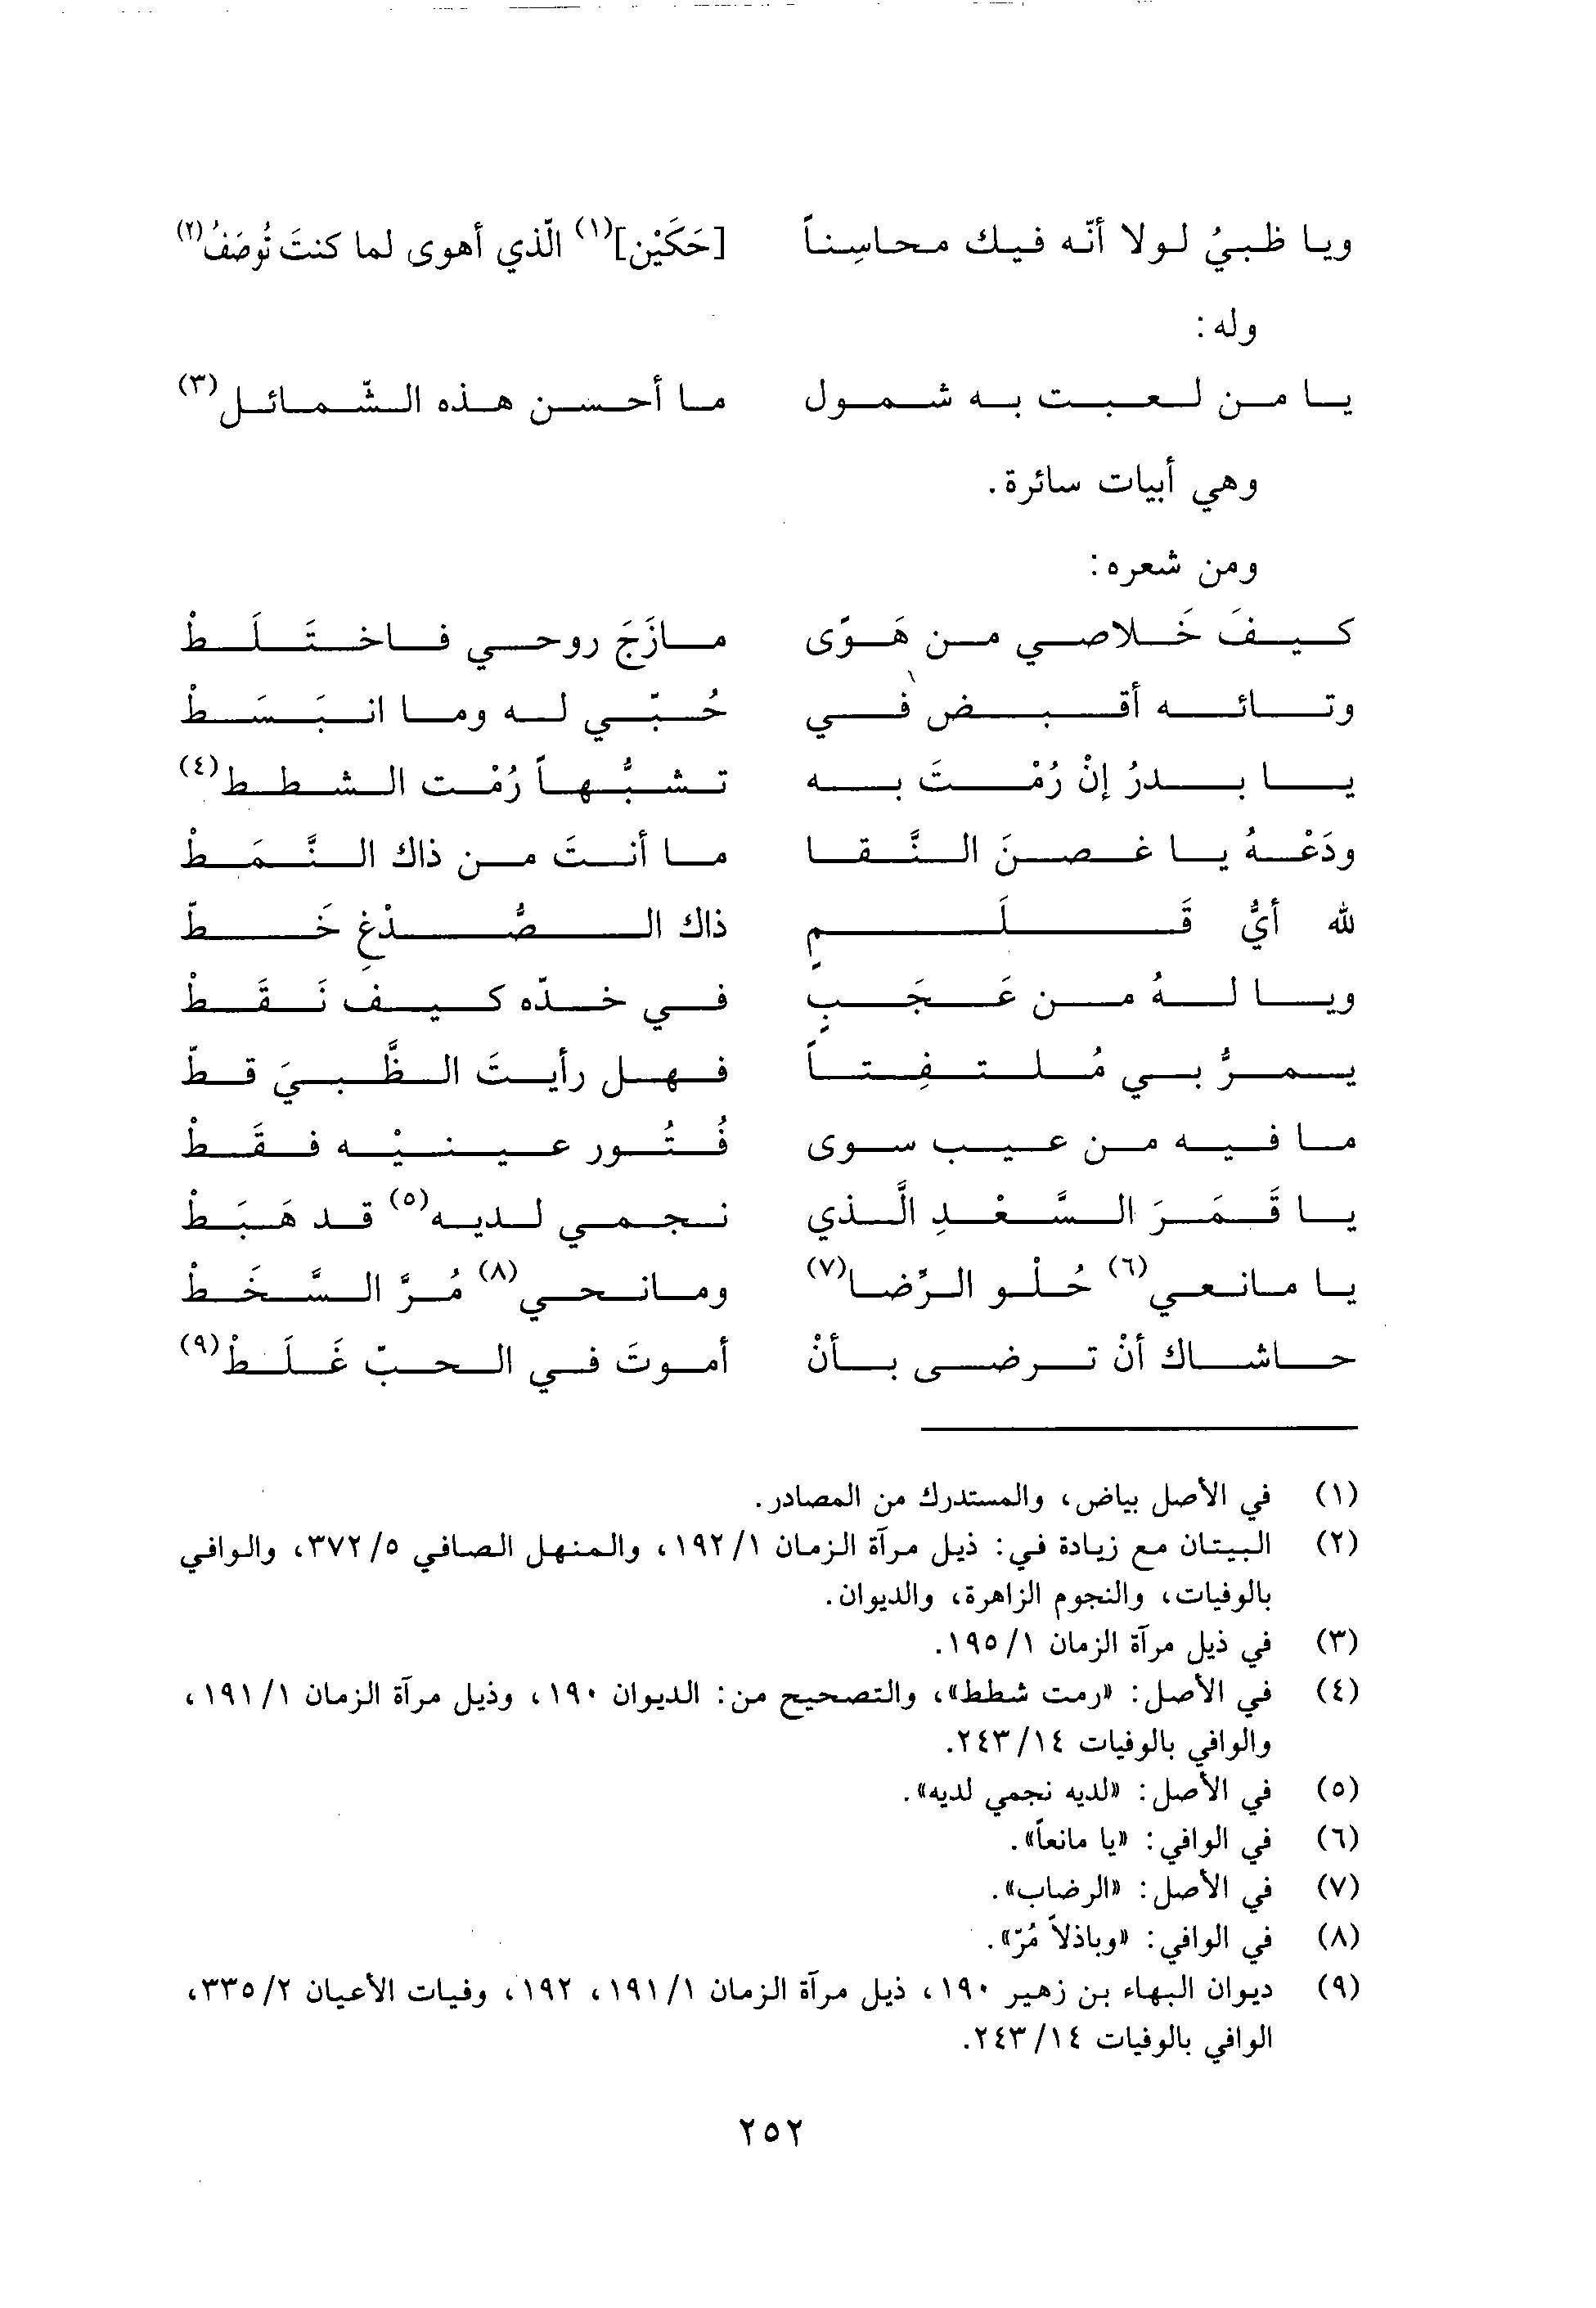 ويا ظبيُ لولا أنّه فيك محاسِناً [حَكَيْن](١) الّذي أهوى لما كنتَ تُوصَفُ(٢)
وله:
يا من لعبت به شمول ما أحسن هذه الشّمائل(٣)
وهي أبيات سائرة.
ومن شعره:
كيفَ خَلاصي من هَوًى مازَجَ روحي فاختَلَطْ
وتائه أقبض في حُبّي له وما انبَسَطْ
يا بدرُ إنْ رُمْتَ به تشبُّهاً رُمْت الشطط(٤)
ودَعْهُ يا غصنَ النَّقا ما أنتَ من ذاك النَّمَطْ
لله أيُّ قَلَمٍ ذاك الصُّدْغِ خَطّ
ويا لهُ من عَجَبٍ في خدّه كيف نَقَطْ
يمرُّ بي مُلتفِتاً فهل رأيتَ الظَّبيَ قطّ
ما فيه من عيب سوى فُتُور عينيْه فقَطْ
يا قَمَرَ السَّعْدِ الَّذي نجمي لديه(٥) قد هَبَطْ
يا مانعي(٦) حُلْو الرِّضا(٧) ومانحي(٨) مُرَّ السَّخَطْ
حاشاك أنْ ترضى بأنْ أموتَ في الحبّ غَلَطْ(٩)
(١) في الأصل بياض، والمستدرك من المصادر.
(٢) البيتان مع زيادة في: ذيل مرآة الزمان ١/ ١٩٢، والمنهل الصافي ٥/ ٣٧٢، والوافي
بالوفيات، والنجوم الزاهرة، والديوان.
(٣) في ذيل مرآة الزمان ١/ ١٩٥.
(٤) في الأصل: «رمت شطط»، والتصحيح من: الديوان ١٩٠، وذيل مرآة الزمان ١/ ١٩١،
والوافي بالوفيات ١٤/ ٢٤٣.
(٥) في الأصل: «لديه نجمي لديه».
(٦) في الوافي: «يا مانعاً».
(٧) في الأصل: «الرضاب».
(٨) في الوافي: «وباذلاً مُرّ».
(٩) ديوان البهاء بن زهير ١٩٠، ذيل مرآة الزمان ١/ ١٩١، ١٩٢، وفيات الأعيان ٢/ ٣٣٥،
الوافي بالوفيات ١٤/ ٢٤٣.
٢٥٢